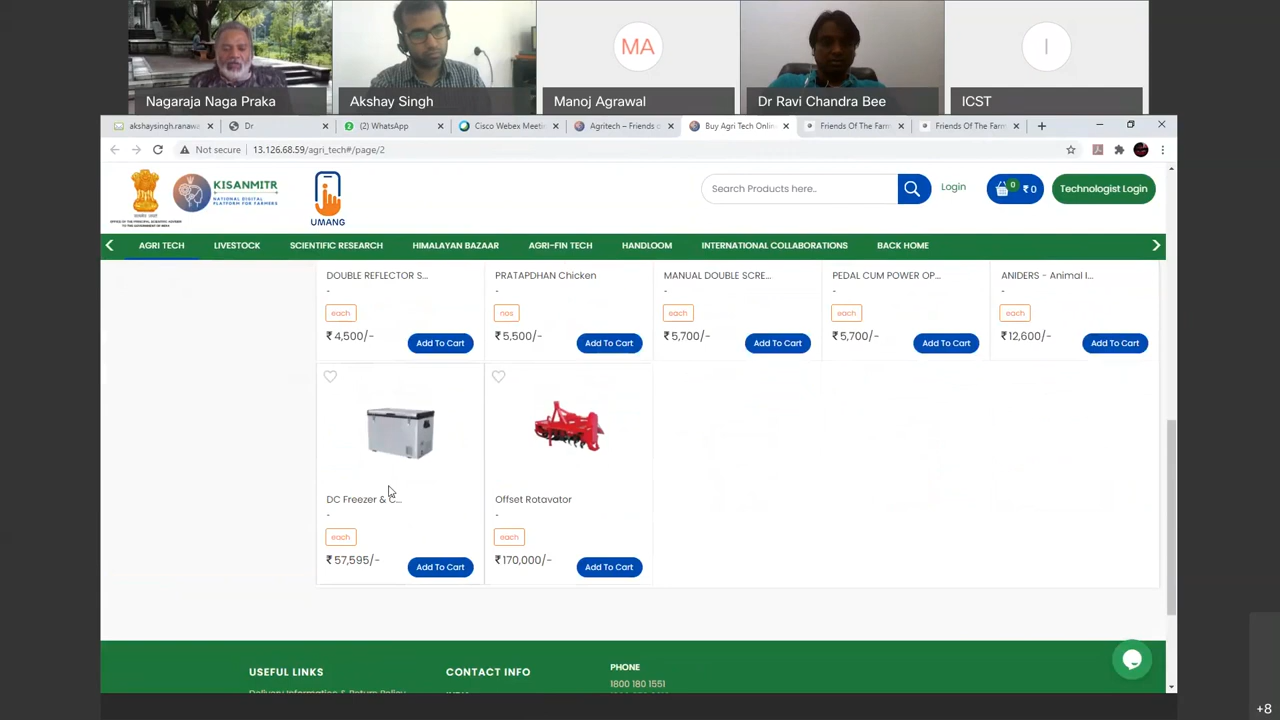 Nagaraja Naga Praka
Akshay Singh
MA
Manoj Agrawal
Dr Ravi Chandra Bee
I
ICST
akshaysingh.ranawa
Dr
(2) WhatsApp
Cisco Webex Meeti
Agritech – Friends o
Buy Agri Tech Onlin
Friends Of The Farm
Friends Of The Farm
Not secure
13.126.68.59/agri_tech#/page/2
KISANMITR
NATIONAL DIGITAL
PLATFORM FOR FARMERS
UMANG
Search Products here..
Login
0
₹ 0
Technologist Login
AGRI TECH
LIVESTOCK
SCIENTIFIC RESEARCH
HIMALAYAN BAZAAR
AGRI-FIN TECH
HANDLOOM
INTERNATIONAL COLLABORATIONS
BACK HOME
DOUBLE REFLECTOR S...
PRATAPDHAN Chicken
MANUAL DOUBLE SCRE...
PEDAL CUM POWER OP...
ANIDERS - Animal I...
-
-
-
-
-
each
nos
each
each
each
₹ 4,500/-
Add To Cart
₹ 5,500/-
Add To Cart
₹ 5,700/-
Add To Cart
₹ 5,700/-
Add To Cart
₹ 12,600/-
Add To Cart
DC Freezer & C...
Offset Rotavator
-
-
each
each
₹ 57,595/-
Add To Cart
₹ 170,000/-
Add To Cart
USEFUL LINKS
CONTACT INFO
PHONE
1800 180 1551
Delivery Information & Return Policy
+8